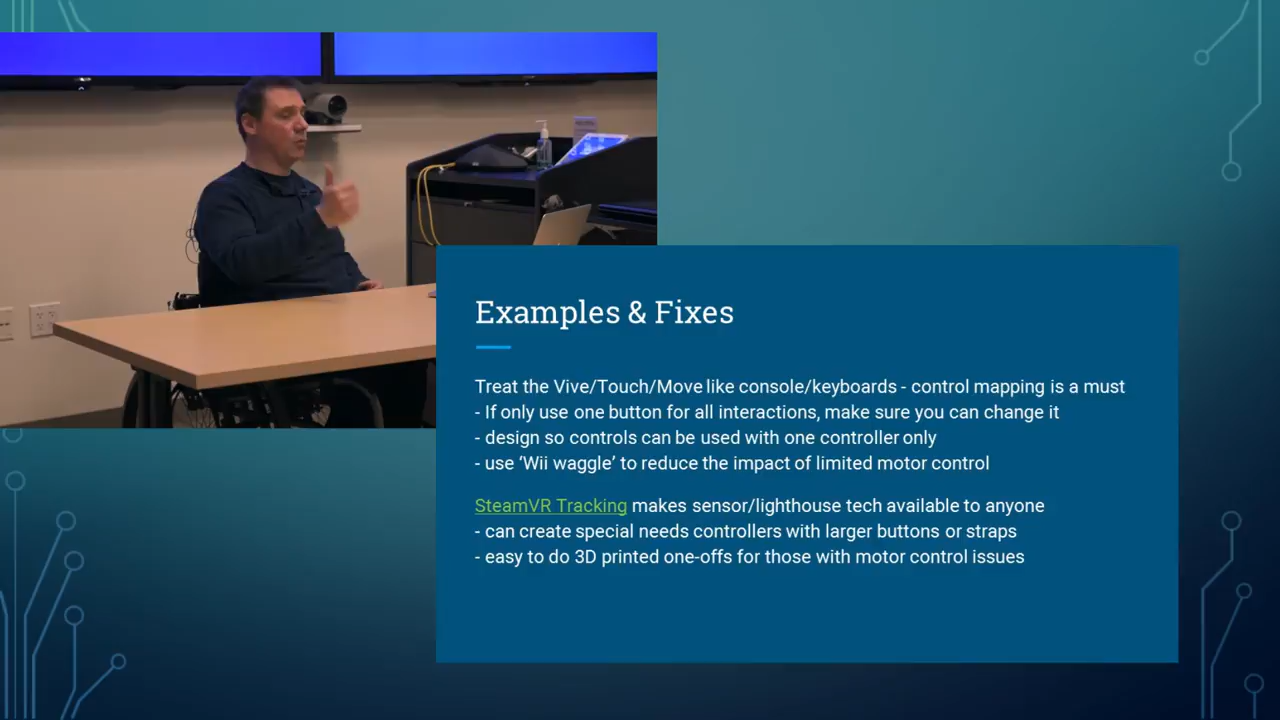 Examples & Fixes
Treat the Vive/Touch/Move like console/keyboards - control mapping is a must
- If only use one button for all interactions, make sure you can change it
- design so controls can be used with one controller only
- use ‘Wii waggle’ to reduce the impact of limited motor control
SteamVR Tracking makes sensor/lighthouse tech available to anyone
- can create special needs controllers with larger buttons or straps
- easy to do 3D printed one-offs for those with motor control issues